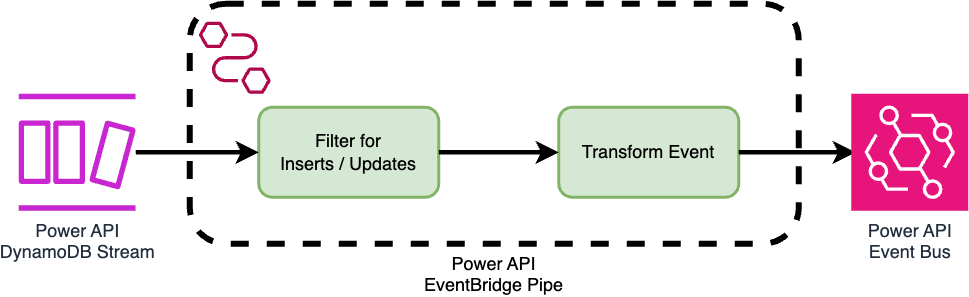 Filter for
Inserts / Updates
Transform Event
Power API
DynamoDB Stream
Power API
EventBridge Pipe
Power API
Event Bus